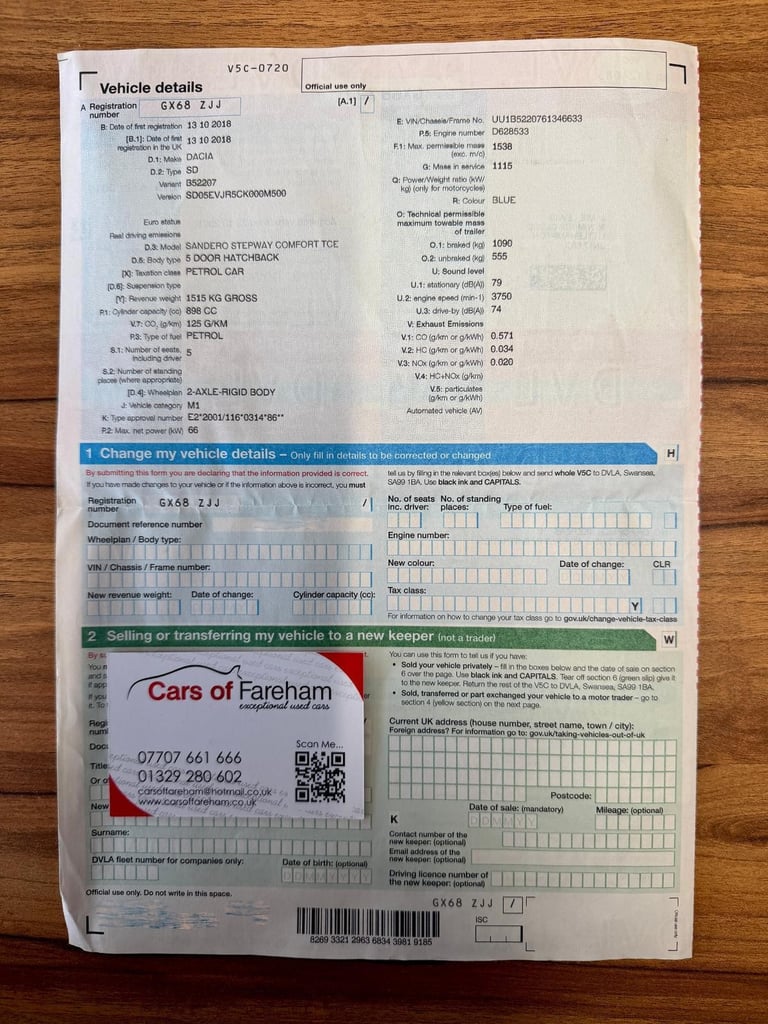 V5C-0720
Official use only
Vehicle details
A Registration number GX68 ZJJ
[A.1] /
B: Date of first registration 13 10 2018
[B.1]: Date of first registration in the UK 13 10 2018
D.1: Make DACIA
D.2: Type SD
Variant B52207
Version SD05EVJR5CK000M500
Euro status
Real driving emissions
D.3: Model SANDERO STEPWAY COMFORT TCE
D.5: Body type 5 DOOR HATCHBACK
[X]: Taxation class PETROL CAR
[D.6]: Suspension type
[Y]: Revenue weight 1515 KG GROSS
P.1: Cylinder capacity (cc) 898 CC
V.7: CO₂ (g/km) 125 G/KM
P.3: Type of fuel PETROL
S.1: Number of seats, including driver 5
S.2: Number of standing places (where appropriate)
[D.4]: Wheelplan 2-AXLE-RIGID BODY
J: Vehicle category M1
K: Type approval number E2*2001/116*0314*86**
P.2: Max. net power (kW) 66
E: VIN/Chassis/Frame No. UU1B5220761346633
P.5: Engine number D628533
F.1: Max. permissible mass (exc. m/c) 1538
G: Mass in service 1115
Q: Power/Weight ratio (kW/kg) (only for motorcycles)
R: Colour BLUE
O: Technical permissible maximum towable mass of trailer
O.1: braked (kg) 1090
O.2: unbraked (kg) 555
U: Sound level
U.1: stationary (dB(A)) 79
U.2: engine speed (min-1) 3750
U.3: drive-by (dB(A)) 74
V: Exhaust Emissions
V.1: CO (g/km or g/kWh) 0.571
V.2: HC (g/km or g/kWh) 0.034
V.3: NOx (g/km or g/kWh) 0.020
V.4: HC+NOx (g/km)
V.5: particulates (g/km or g/kWh)
Automated vehicle (AV)
1 Change my vehicle details – Only fill in details to be corrected or changed
H
By submitting this form you are declaring that the information provided is correct.
If you have made changes to your vehicle or if the information above is incorrect, you must
tell us by filling in the relevant box(es) below and send whole V5C to DVLA, Swansea,
SA99 1BA. Use black ink and CAPITALS.
Registration number GX68 ZJJ /
Document reference number
Wheelplan / Body type:
VIN / Chassis / Frame number:
New revenue weight: Date of change: Cylinder capacity (cc):
No. of seats inc. driver: No. of standing places: Type of fuel:
Engine number:
New colour: Date of change: CLR
Tax class:
Y
For information on how to change your tax class go to gov.uk/change-vehicle-tax-class
2 Selling or transferring my vehicle to a new keeper (not a trader)
W
You can use this form to tell us if you have:
• Sold your vehicle privately – fill in the boxes below and the date of sale on section
6 over the page. Use black ink and CAPITALS. Tear off section 6 (green slip) give it
to the new keeper. Return the rest of the V5C to DVLA, Swansea, SA99 1BA.
• Sold, transferred or part exchanged your vehicle to a motor trader – go to
section 4 (yellow section) on the next page.
Cars of Fareham
exceptional used cars
Scan Me...
07707 661 666
01329 280 602
carsoffareham@hotmail.co.uk
www.carsoffareham.co.uk
Title
Or
New
Surname:
DVLA fleet number for companies only: Date of birth: (optional)
DDMMYYYY
Current UK address (house number, street name, town / city):
Foreign address? For information go to: gov.uk/taking-vehicles-out-of-uk
Postcode:
Date of sale: (mandatory) Mileage: (optional)
K
DDMMYY
Contact number of the new keeper: (optional)
Email address of the new keeper: (optional)
Driving licence number of the new keeper: (optional)
Official use only. Do not write in this space.
8269 3321 2963 6834 3981 9185
GX68 ZJJ /
ISC